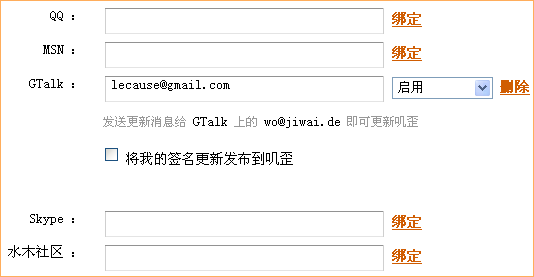 QQ ： 绑定
MSN ： 绑定
GTalk ： lecause@gmail.com 启用 删除
发送更新消息给 GTalk 上的 wo@jiwai.de 即可更新叽歪
将我的签名更新发布到叽歪
Skype ： 绑定
水木社区 ： 绑定